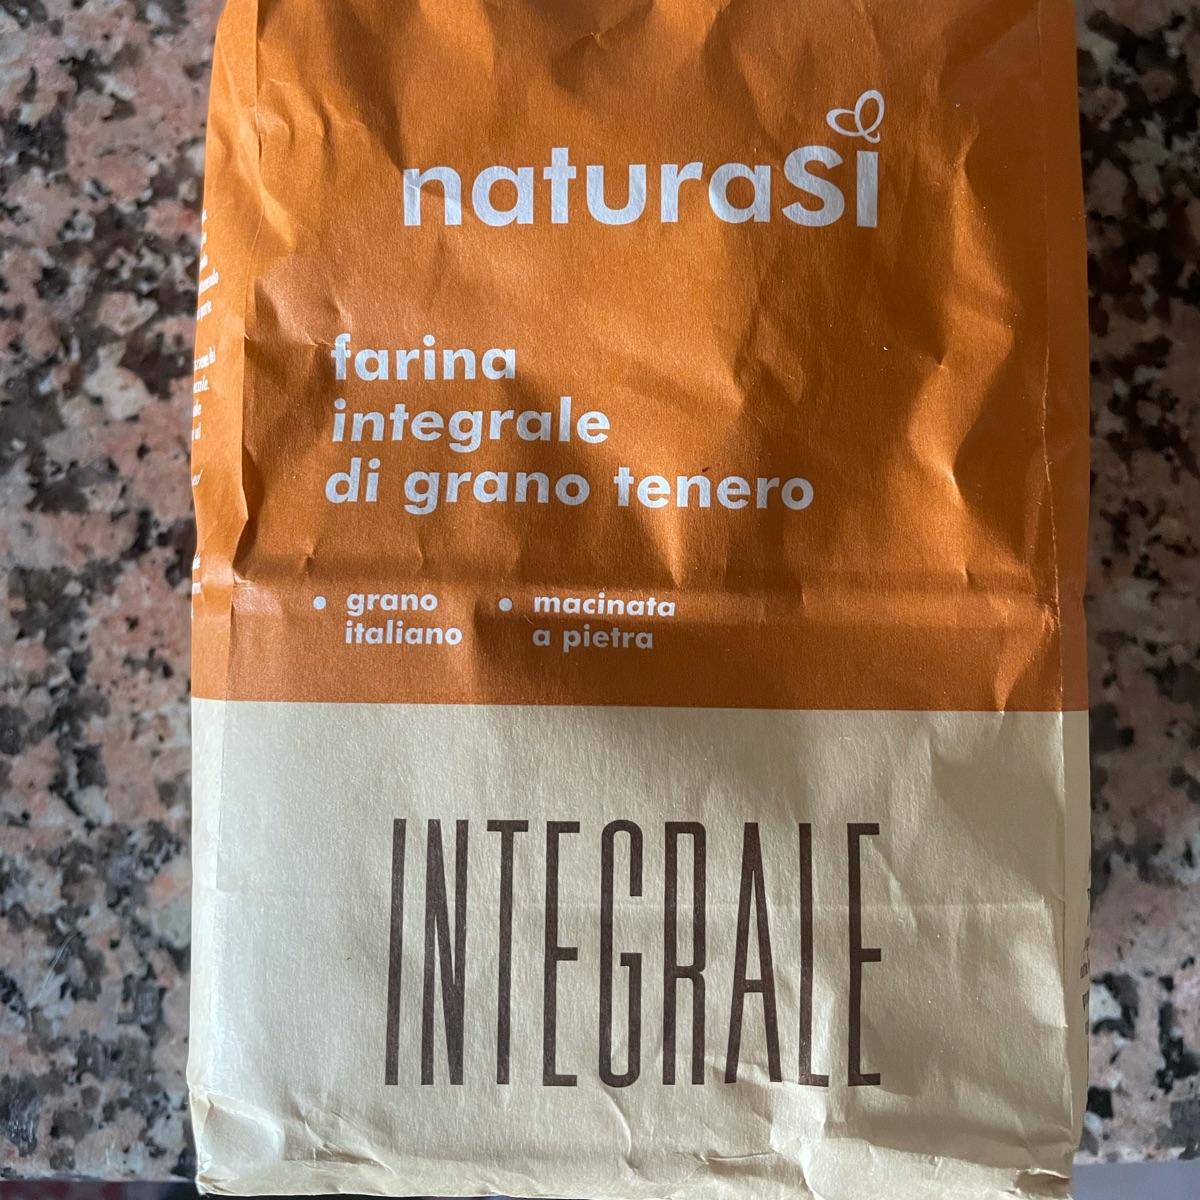 naturaSì
farina
integrale
di grano tenero
• grano
italiano
• macinata
a pietra
INTEGRALE